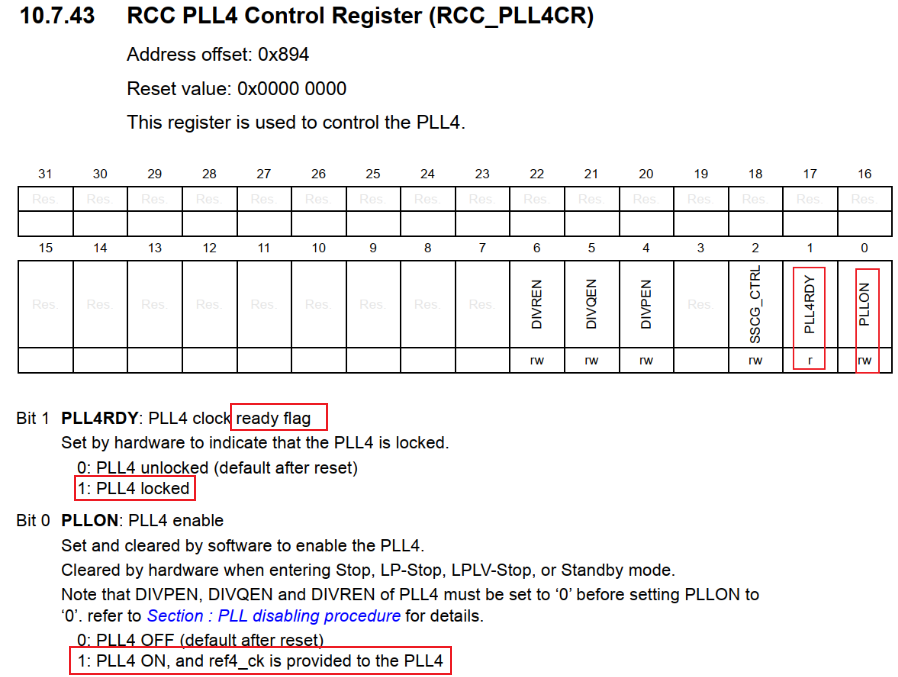 10.7.43 RCC PLL4 Control Register (RCC_PLL4CR)
Address offset: 0x894
Reset value: 0x0000 0000
This register is used to control the PLL4.
31 30 29 28 27 26 25 24 23 22 21 20 19 18 17 16
Res. Res. Res. Res. Res. Res. Res. Res. Res. Res. Res. Res. Res. Res. Res. Res.
15 14 13 12 11 10 9 8 7 6 5 4 3 2 1 0
Res. Res. Res. Res. Res. Res. Res. Res. Res. DIVREN DIVQEN DIVPEN Res. SSCG_CTRL PLL4RDY PLLON
rw rw rw rw r rw
Bit 1 PLL4RDY: PLL4 clock ready flag
Set by hardware to indicate that the PLL4 is locked.
0: PLL4 unlocked (default after reset)
1: PLL4 locked
Bit 0 PLLON: PLL4 enable
Set and cleared by software to enable the PLL4.
Cleared by hardware when entering Stop, LP-Stop, LPLV-Stop, or Standby mode.
Note that DIVPEN, DIVQEN and DIVREN of PLL4 must be set to ‘0’ before setting PLLON to
‘0’. refer to Section : PLL disabling procedure for details.
0: PLL4 OFF (default after reset)
1: PLL4 ON, and ref4_ck is provided to the PLL4